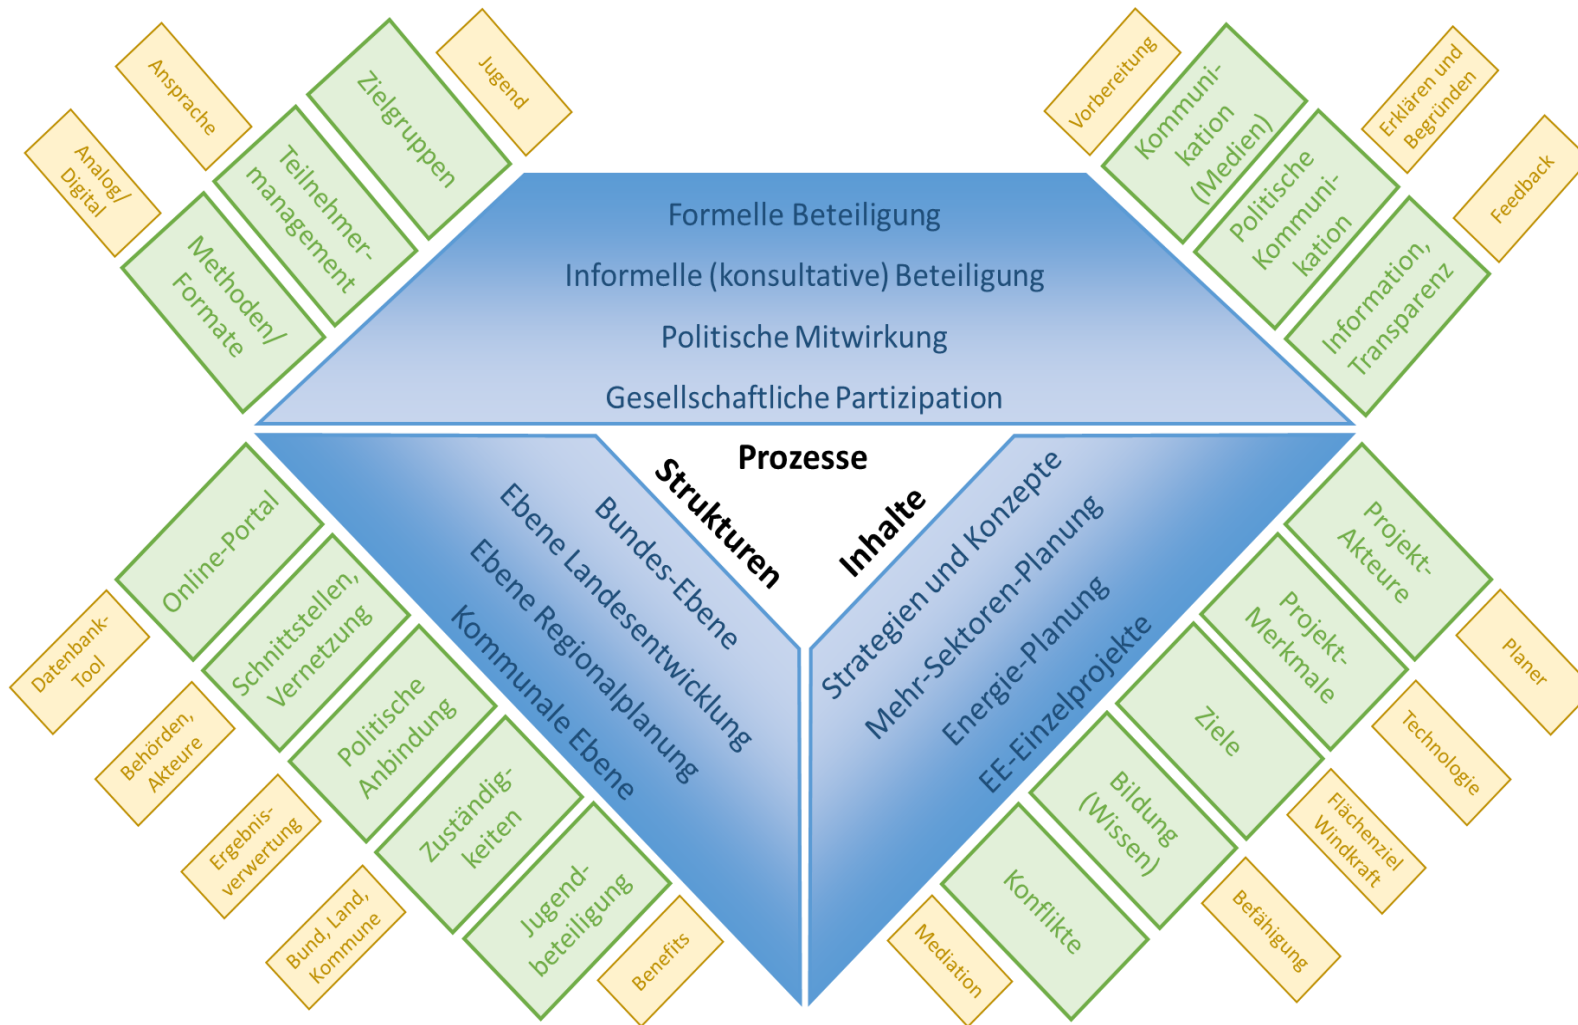 Analog/
Digital
Ansprache
Jugend
Methoden/
Formate
Teilnehmer-
management
Zielgruppen
Vorbereitung
Erklären und
Begründen
Feedback
Kommuni-
kation
(Medien)
Politische
Kommuni-
kation
Information,
Transparenz
Formelle Beteiligung
Informelle (konsultative) Beteiligung
Politische Mitwirkung
Gesellschaftliche Partizipation
Prozesse
Strukturen
Inhalte
Bundes-Ebene
Ebene Landesentwicklung
Ebene Regionalplanung
Kommunale Ebene
Strategien und Konzepte
Mehr-Sektoren-Planung
Energie-Planung
EE-Einzelprojekte
Online-Portal
Schnittstellen,
Vernetzung
Politische
Anbindung
Zuständig-
keiten
Jugend-
beteiligung
Datenbank-
Tool
Behörden,
Akteure
Ergebnis-
verwertung
Bund, Land,
Kommune
Benefits
Projekt-
Akteure
Projekt-
Merkmale
Ziele
Bildung
(Wissen)
Konflikte
Planer
Technologie
Flächenziel
Windkraft
Befähigung
Mediation